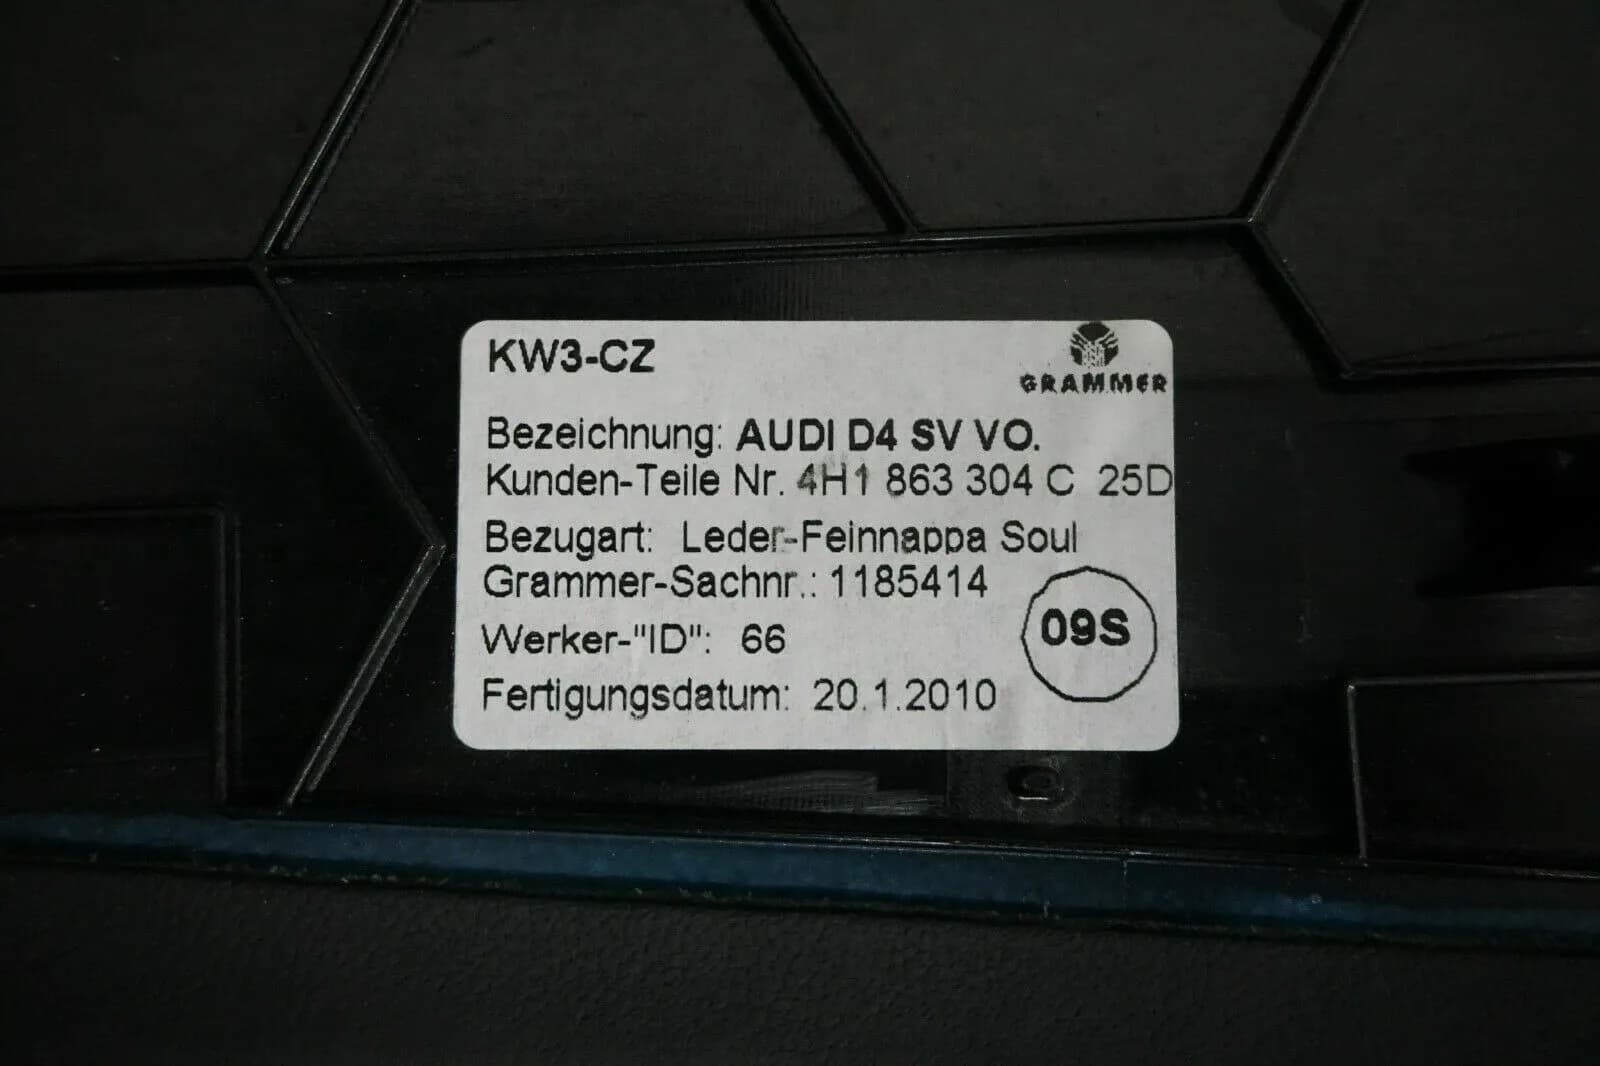 KW3-CZ
GRAMMER
Bezeichnung: AUDI D4 SV VO.
Kunden-Teile Nr. 4H1 863 304 C 25D
Bezugart: Leder-Feinnappa Soul
Grammer-Sachnr.: 1185414
09S
Werker-"ID": 66
Fertigungsdatum: 20.1.2010